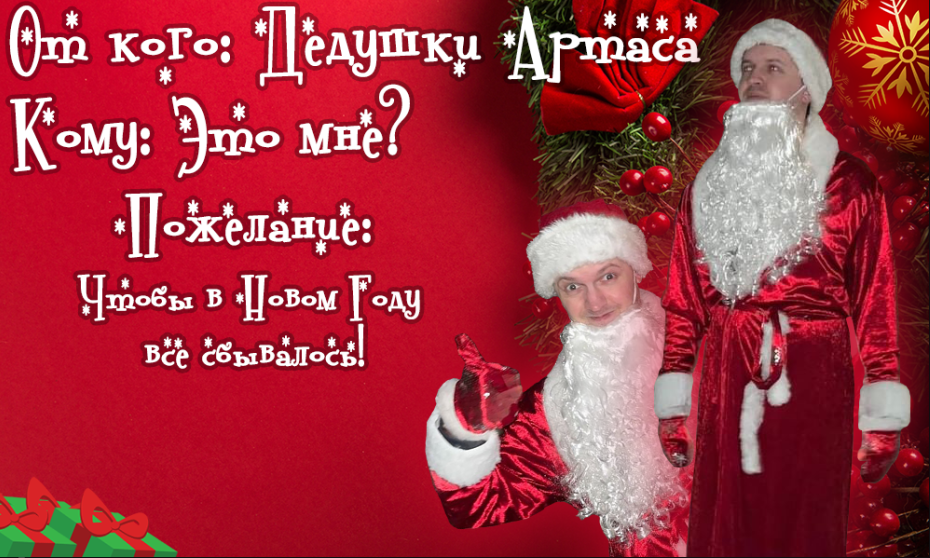 От кого: Дедушки Артаса
Кому: Это мне?
Пожелание:
Чтобы в Новом Году
все сбывалось!